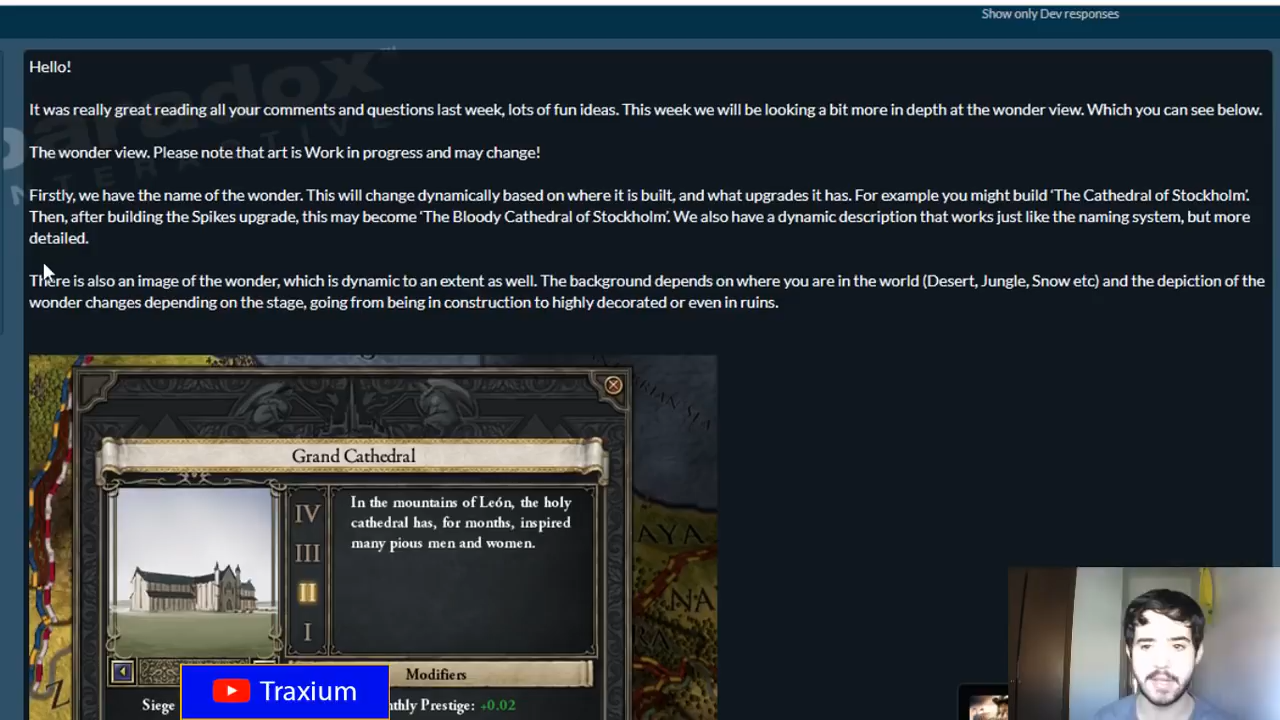 Show only Dev responses
paradox
INTERACTIVE
Hello!
It was really great reading all your comments and questions last week, lots of fun ideas. This week we will be looking a bit more in depth at the wonder view. Which you can see below.
The wonder view. Please note that art is Work in progress and may change!
Firstly, we have the name of the wonder. This will change dynamically based on where it is built, and what upgrades it has. For example you might build ‘The Cathedral of Stockholm’.
Then, after building the Spikes upgrade, this may become ‘The Bloody Cathedral of Stockholm’. We also have a dynamic description that works just like the naming system, but more
detailed.
There is also an image of the wonder, which is dynamic to an extent as well. The background depends on where you are in the world (Desert, Jungle, Snow etc) and the depiction of the
wonder changes depending on the stage, going from being in construction to highly decorated or even in ruins.
Grand Cathedral
IV
III
II
I
In the mountains of León, the holy
cathedral has, for months, inspired
many pious men and women.
Modifiers
Siege
Prestige: +0.02
Traxium